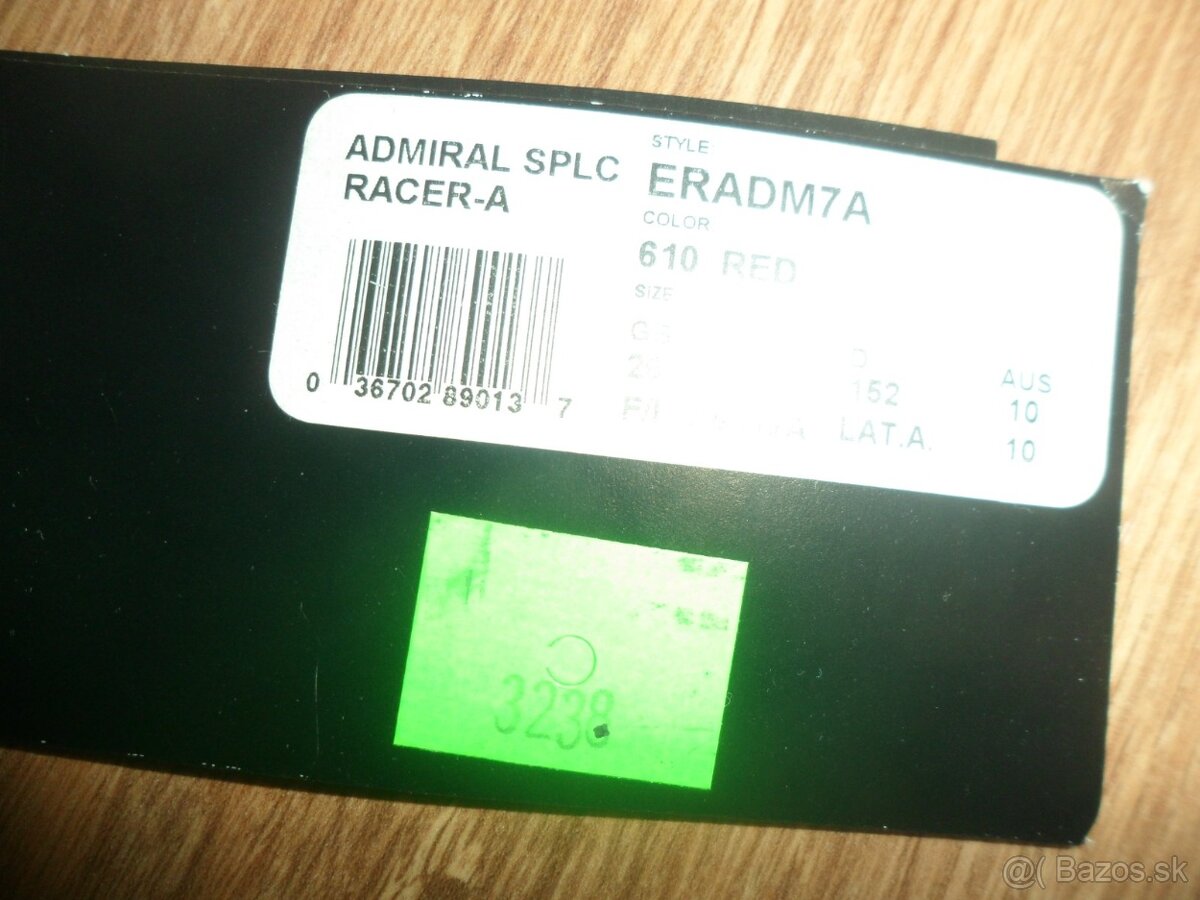 ADMIRAL SPLC
RACER-A
0 36702 89013 7
STYLE
ERADM7A
COLOR
610 RED
SIZE
D
152
LAT.A.
AUS
10
10
3238
@( Bazos.sk